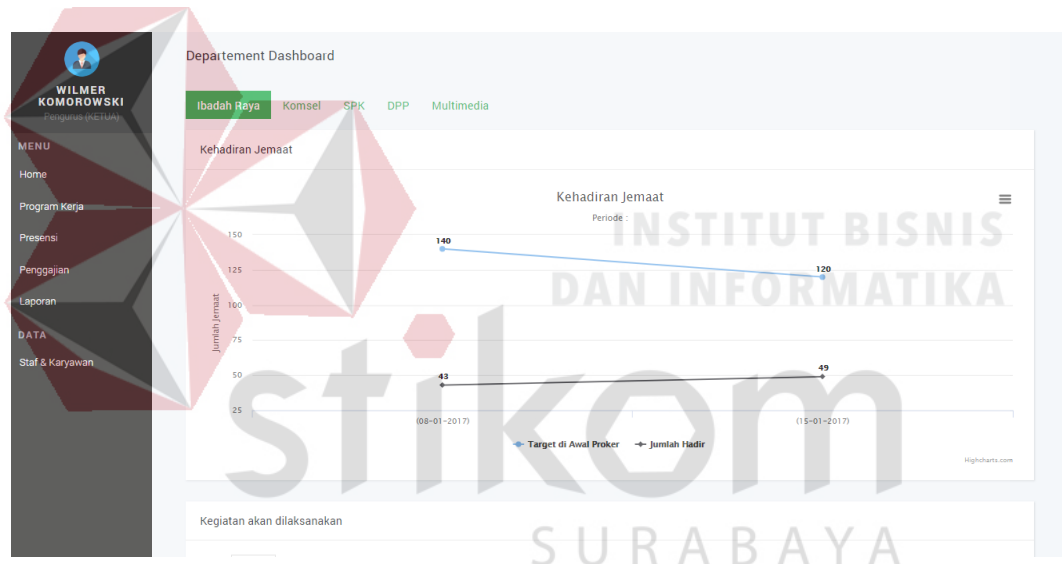 WILMER
KOMOROWSKI
Pengurus (KETUA)
MENU
Home
Program Kerja
Presensi
Penggajian
Laporan
DATA
Staf & Karyawan
Departement Dashboard
Ibadah Raya Komsel SPK DPP Multimedia
Kehadiran Jemaat
Kehadiran Jemaat
Periode :
Jumlah Jemaat
150
125
100
75
50
25
140
120
43
49
(08-01-2017) (15-01-2017)
Target di Awal Proker Jumlah Hadir
Highcharts.com
Kegiatan akan dilaksanakan
INSTITUT BISNIS
DAN INFORMATIKA
stikom
SURABAYA